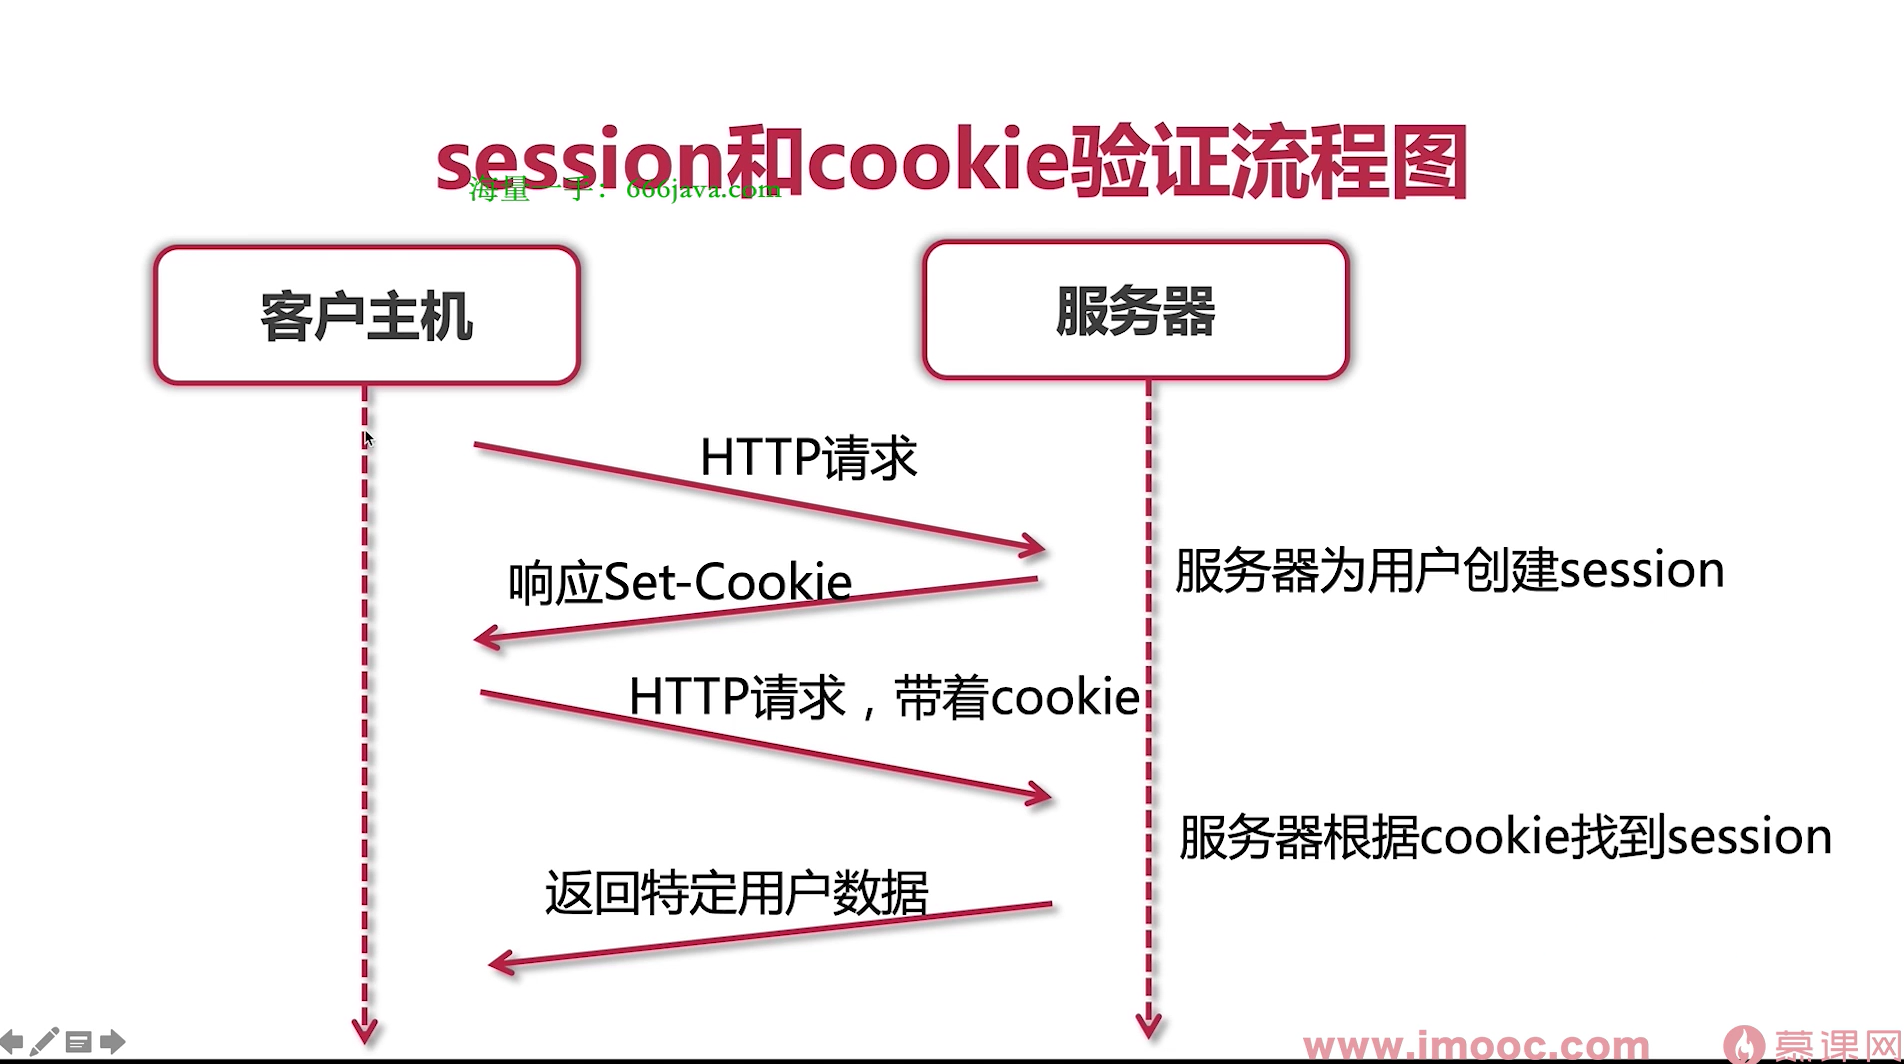 session和cookie验证流程图
海量一手：666java.com
客户主机
服务器
HTTP请求
服务器为用户创建session
响应Set-Cookie
HTTP请求，带着cookie
服务器根据cookie找到session
返回特定用户数据
www.imooc.com
慕课网